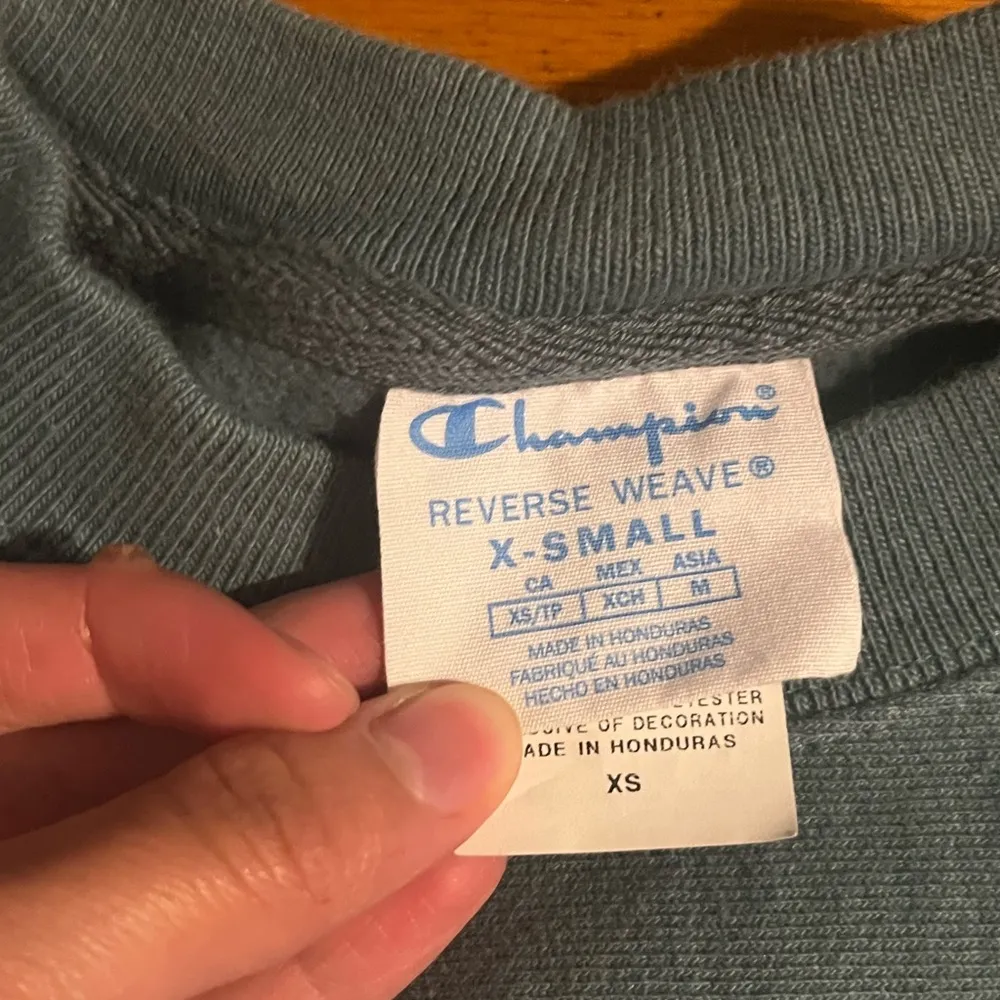 Champion®
REVERSE WEAVE®
X-SMALL
CA MEX ASIA
XS/TP XCH M
MADE IN HONDURAS
FABRIQUÉ AU HONDURAS
HECHO EN HONDURAS
OF DECORATION
IN HONDURAS
XS